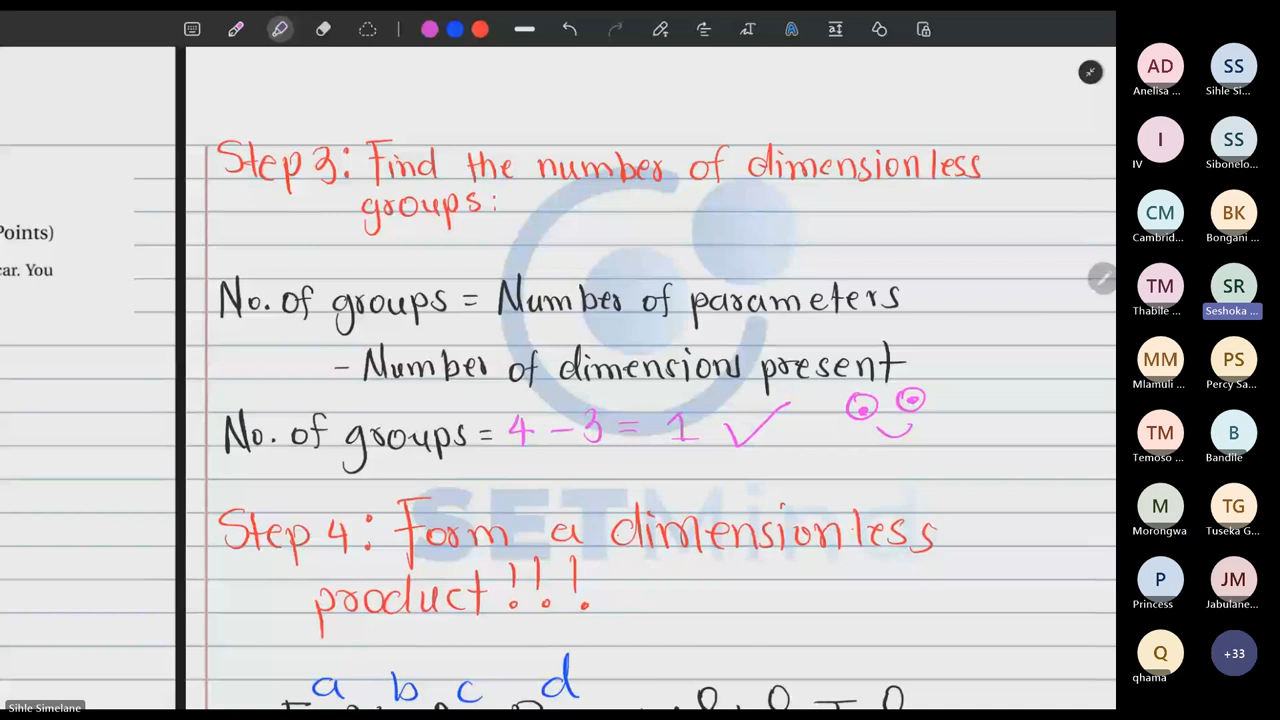 Points)
car. You
Step 3: Find the number of dimensionless
groups:
No. of groups = Number of parameters
- Number of dimensions present
No. of groups = 4 - 3 = 1 ✓
SETMind
Step 4: Form a dimensionless
product!!!
a b c d
AD
Anelisa ...
SS
Sihle Si...
I
IV
SS
Sibonelo...
CM
Cambrid...
BK
Bongani ...
TM
Thabile ...
SR
Seshoka ...
MM
Mlamuli ...
PS
Percy Sa...
TM
Temoso ...
B
Bandile
M
Morongwa
TG
Tuseka G...
P
Princess
JM
Jabulane...
Q
qhama
+33
Sihle Simelane